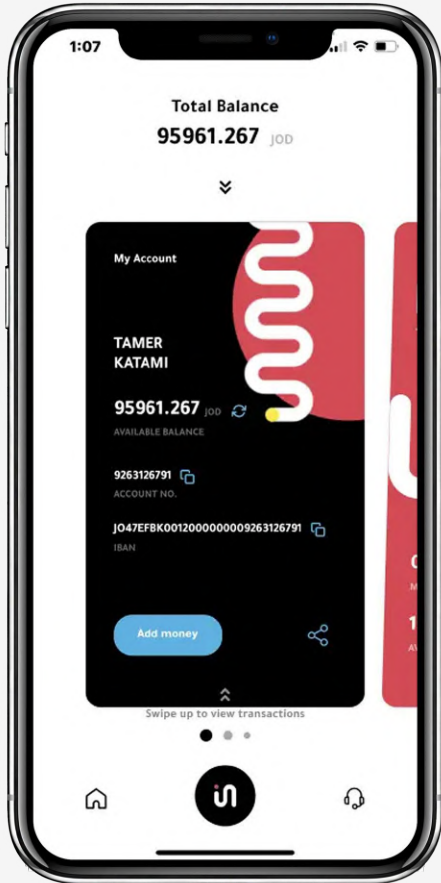 1:07
Total Balance
95961.267 JOD
My Account
TAMER
KATAMI
95961.267 JOD
AVAILABLE BALANCE
9263126791
ACCOUNT NO.
JO47EFBK0012000000009263126791
IBAN
Add money
Swipe up to view transactions
in